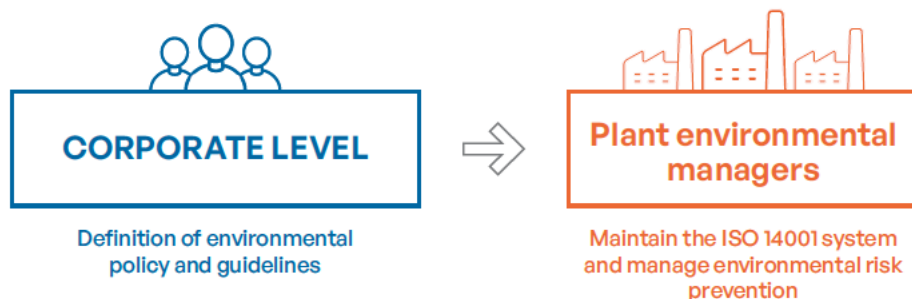 CORPORATE LEVEL
Definition of environmental
policy and guidelines
Plant environmental
managers
Maintain the ISO 14001 system
and manage environmental risk
prevention